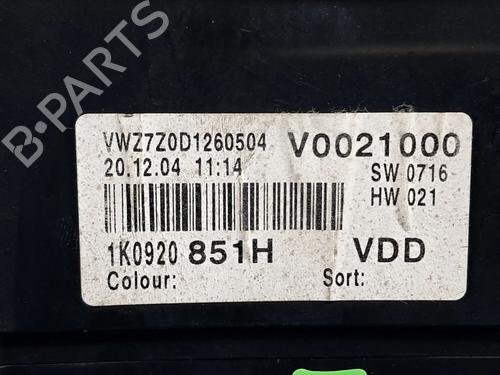 B-PARTS
VWZ7Z0D1260504 V0021000
20.12.04 11:14 SW 0716
HW 021
1K0920 851H VDD
Colour: Sort: